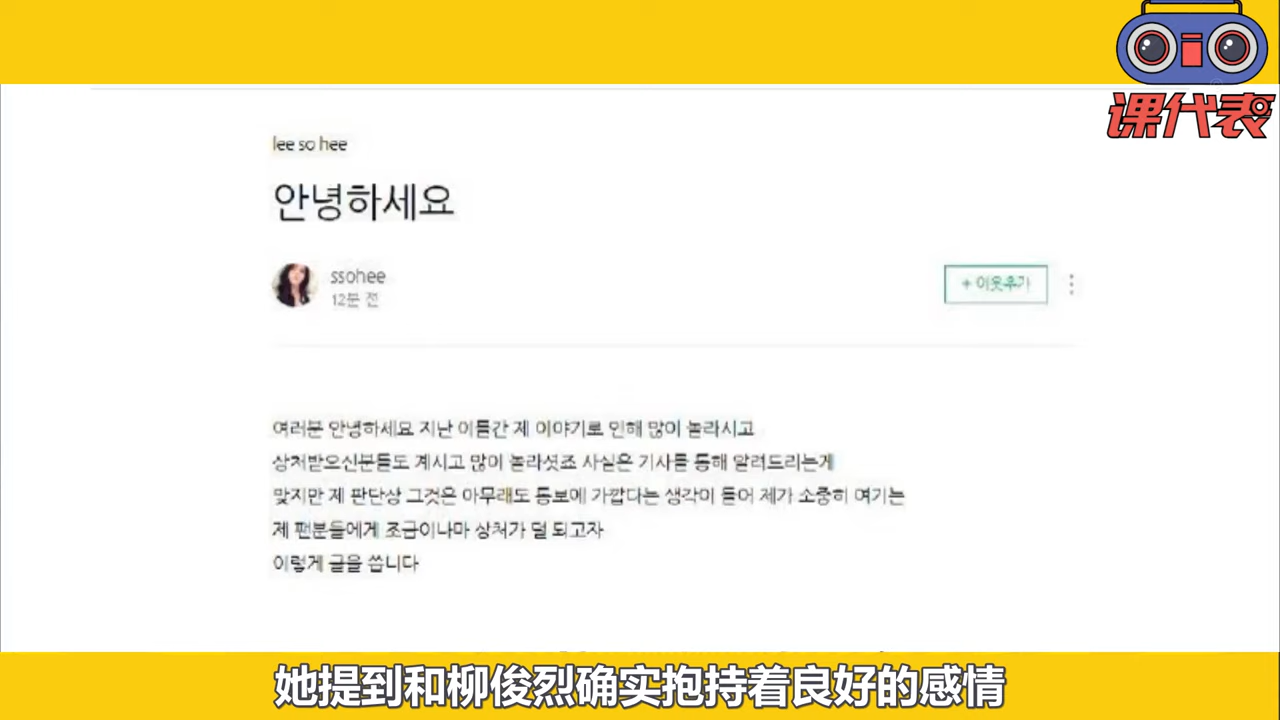 课代表
lee so hee
안녕하세요
ssohee
12분 전
+ 이웃추가
여러분 안녕하세요 지난 이틀간 제 이야기로 인해 많이 놀라시고
상처받으신분들도 계시고 많이 놀라셧죠 사실은 기사를 통해 알려드리는게
맞지만 제 판단상 그것은 아무래도 통보에 가깝다는 생각이 들어 제가 소중히 여기는
제 팬분들에게 조금이나마 상처가 덜 되고자
이렇게 글을 씁니다
她提到和柳俊烈确实抱持着良好的感情